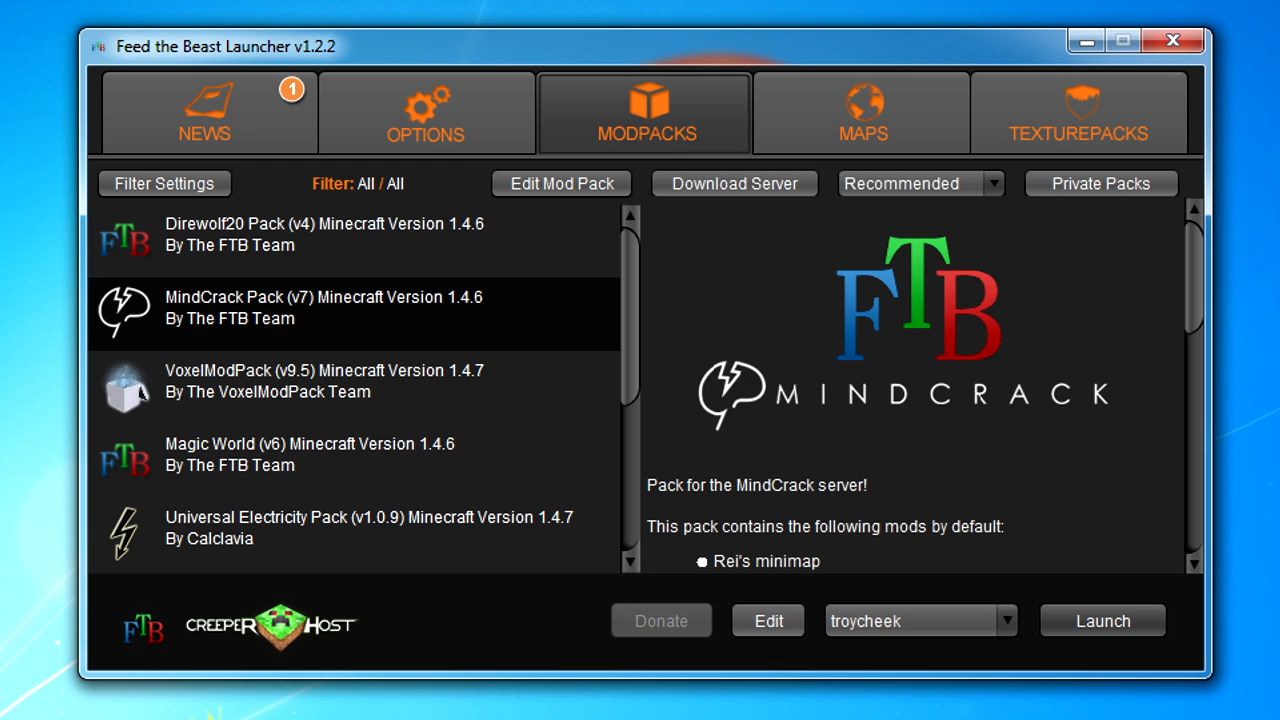 Feed the Beast Launcher v1.2.2
1
NEWS
OPTIONS
MODPACKS
MAPS
TEXTUREPACKS
Filter Settings
Filter: All / All
Edit Mod Pack
Download Server
Recommended
Private Packs
FTB
Direwolf20 Pack (v4) Minecraft Version 1.4.6
By The FTB Team
MindCrack Pack (v7) Minecraft Version 1.4.6
By The FTB Team
VoxelModPack (v9.5) Minecraft Version 1.4.7
By The VoxelModPack Team
FTB
Magic World (v6) Minecraft Version 1.4.6
By The FTB Team
Universal Electricity Pack (v1.0.9) Minecraft Version 1.4.7
By Calclavia
FTB
MINDCRACK
Pack for the MindCrack server!
This pack contains the following mods by default:
Rei's minimap
FTB
CREEPER HOST
Donate
Edit
troycheek
Launch